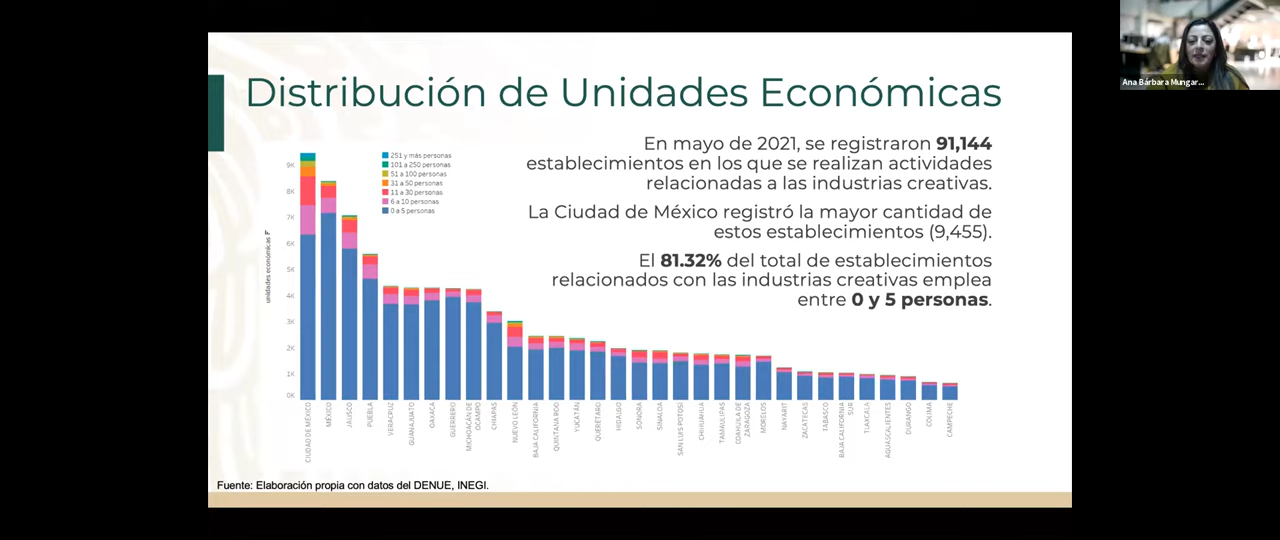 Ana Bárbara Mungar...
Distribución de Unidades Económicas
En mayo de 2021, se registraron 91,144
establecimientos en los que se realizan actividades
relacionadas a las industrias creativas.
La Ciudad de México registró la mayor cantidad de
estos establecimientos (9,455).
El 81.32% del total de establecimientos
relacionados con las industrias creativas emplea
entre 0 y 5 personas.
251 y más personas
101 a 250 personas
51 a 100 personas
31 a 50 personas
11 a 30 personas
6 a 10 personas
0 a 5 personas
unidades económicas
9K
8K
7K
6K
5K
4K
3K
2K
1K
0K
CIUDAD DE MÉXICO
MÉXICO
JALISCO
PUEBLA
VERACRUZ
GUANAJUATO
OAXACA
GUERRERO
MICHOACÁN DE
OCAMPO
CHIAPAS
NUEVO LEÓN
BAJA CALIFORNIA
QUINTANA ROO
YUCATÁN
QUERÉTARO
HIDALGO
SONORA
SINALOA
SAN LUIS POTOSÍ
CHIHUAHUA
TAMAULIPAS
COAHUILA DE
ZARAGOZA
MORELOS
NAYARIT
ZACATECAS
TABASCO
BAJA CALIFORNIA
SUR
TLAXCALA
AGUASCALIENTES
DURANGO
COLIMA
CAMPECHE
Fuente: Elaboración propia con datos del DENUE, INEGI.